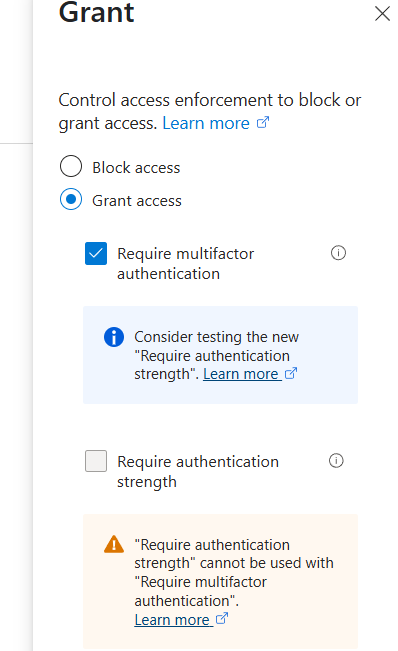 Grant
Control access enforcement to block or
grant access. Learn more
Block access
Grant access
Require multifactor
authentication
Consider testing the new
"Require authentication
strength". Learn more
Require authentication
strength
"Require authentication
strength" cannot be used with
"Require multifactor
authentication".
Learn more